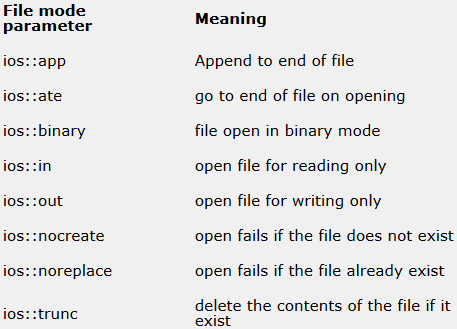 File mode parameter Meaning
ios::app Append to end of file
ios::ate go to end of file on opening
ios::binary file open in binary mode
ios::in open file for reading only
ios::out open file for writing only
ios::nocreate open fails if the file does not exist
ios::noreplace open fails if the file already exist
ios::trunc delete the contents of the file if it exist